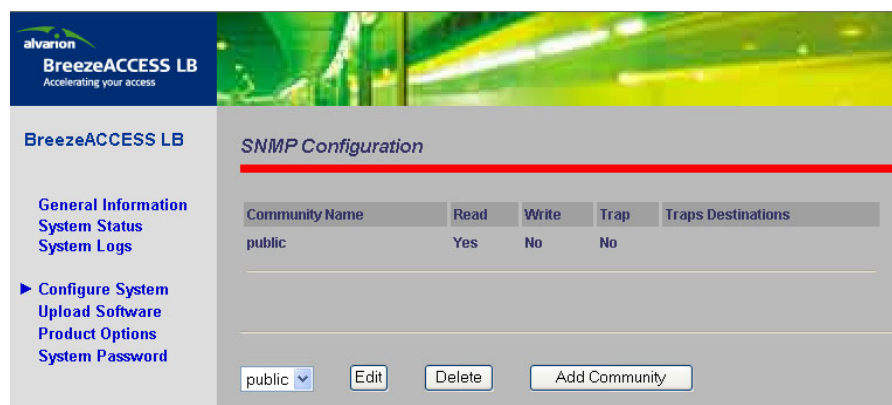 alvarion
BreezeACCESS LB
Accelerating your access
BreezeACCESS LB
General Information
System Status
System Logs
Configure System
Upload Software
Product Options
System Password
SNMP Configuration
Community Name Read Write Trap Traps Destinations
public Yes No No
public Edit Delete Add Community